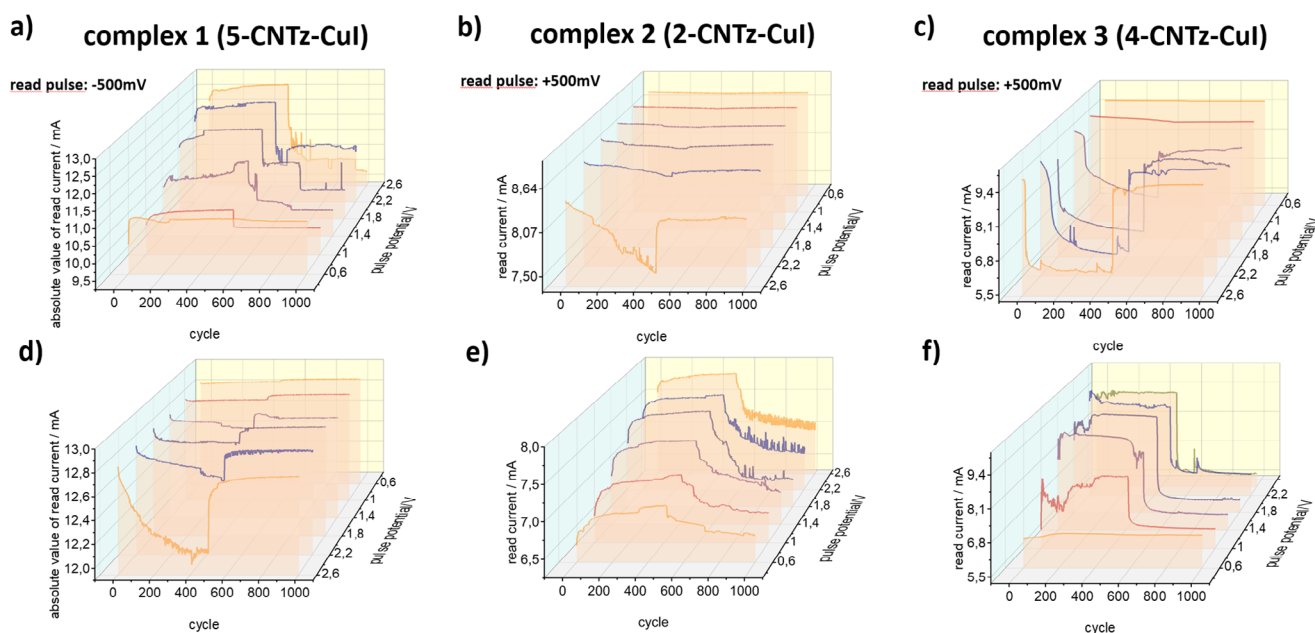 a) complex 1 (5-CNTz-CuI)
read pulse: -500mV
absolute value of read current / mA
13,0
12,5
12,0
11,5
11,0
10,5
10,0
9,5
0 200 400 600 800 1000
cycle
0,6
1
1,4
1,8
2,2
2,6
pulse potential/V
b) complex 2 (2-CNTz-CuI)
read pulse: +500mV
read current / mA
8,64
8,07
7,50
0 200 400 600 800 1000
cycle
2,6
2,2
1,8
1,4
1
0,6
pulse potential/V
c) complex 3 (4-CNTz-CuI)
read pulse: +500mV
read current / mA
9,4
8,1
6,8
5,5
0 200 400 600 800 1000
cycle
2,6
2,2
1,8
1,4
1
0,6
pulse potential/V
d)
absolute value of read current / mA
13,0
12,8
12,6
12,4
12,2
12,0
0 200 400 600 800 1000
cycle
2,6
2,2
1,8
1,4
1
0,6
pulse potential/V
e)
read current / mA
8,0
7,5
7,0
6,5
0 200 400 600 800 1000
cycle
0,6
1
1,4
1,8
2,2
2,6
pulse potential/V
f)
read current / mA
9,4
8,1
6,8
5,5
0 200 400 600 800 1000
cycle
0,6
1
1,4
1,8
2,2
pulse potential/V